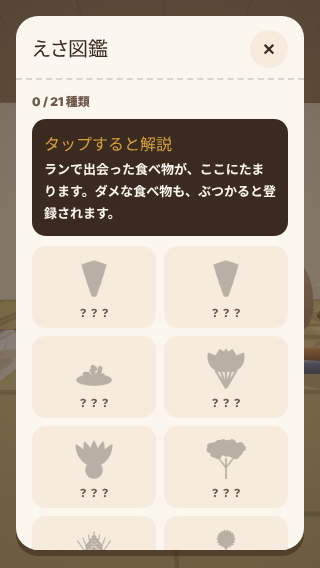 えさ図鑑
×
0 / 21種類
タップすると解説
ランで出会った食べ物が、ここにたま
ります。ダメな食べ物も、ぶつかると登
録されます。
? ? ?
? ? ?
? ? ?
? ? ?
? ? ?
? ? ?